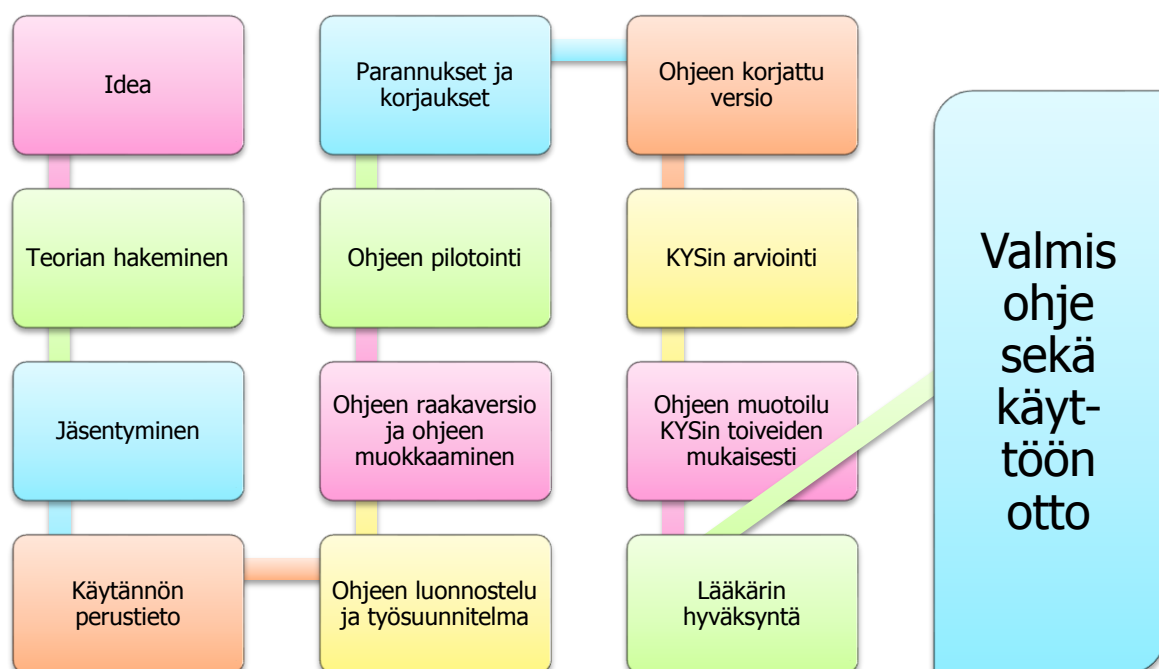 Idea
Teorian hakeminen
Jäsentyminen
Käytännön
perustieto
Ohjeen luonnostelu
ja työsuunnitelma
Ohjeen raakaversio
ja ohjeen
muokkaaminen
Ohjeen pilotointi
Parannukset ja
korjaukset
Ohjeen korjattu
versio
KYSin arviointi
Ohjeen muotoilu
KYSin toiveiden
mukaisesti
Lääkärin
hyväksyntä
Valmis
ohje
sekä
käyt-
töön
otto